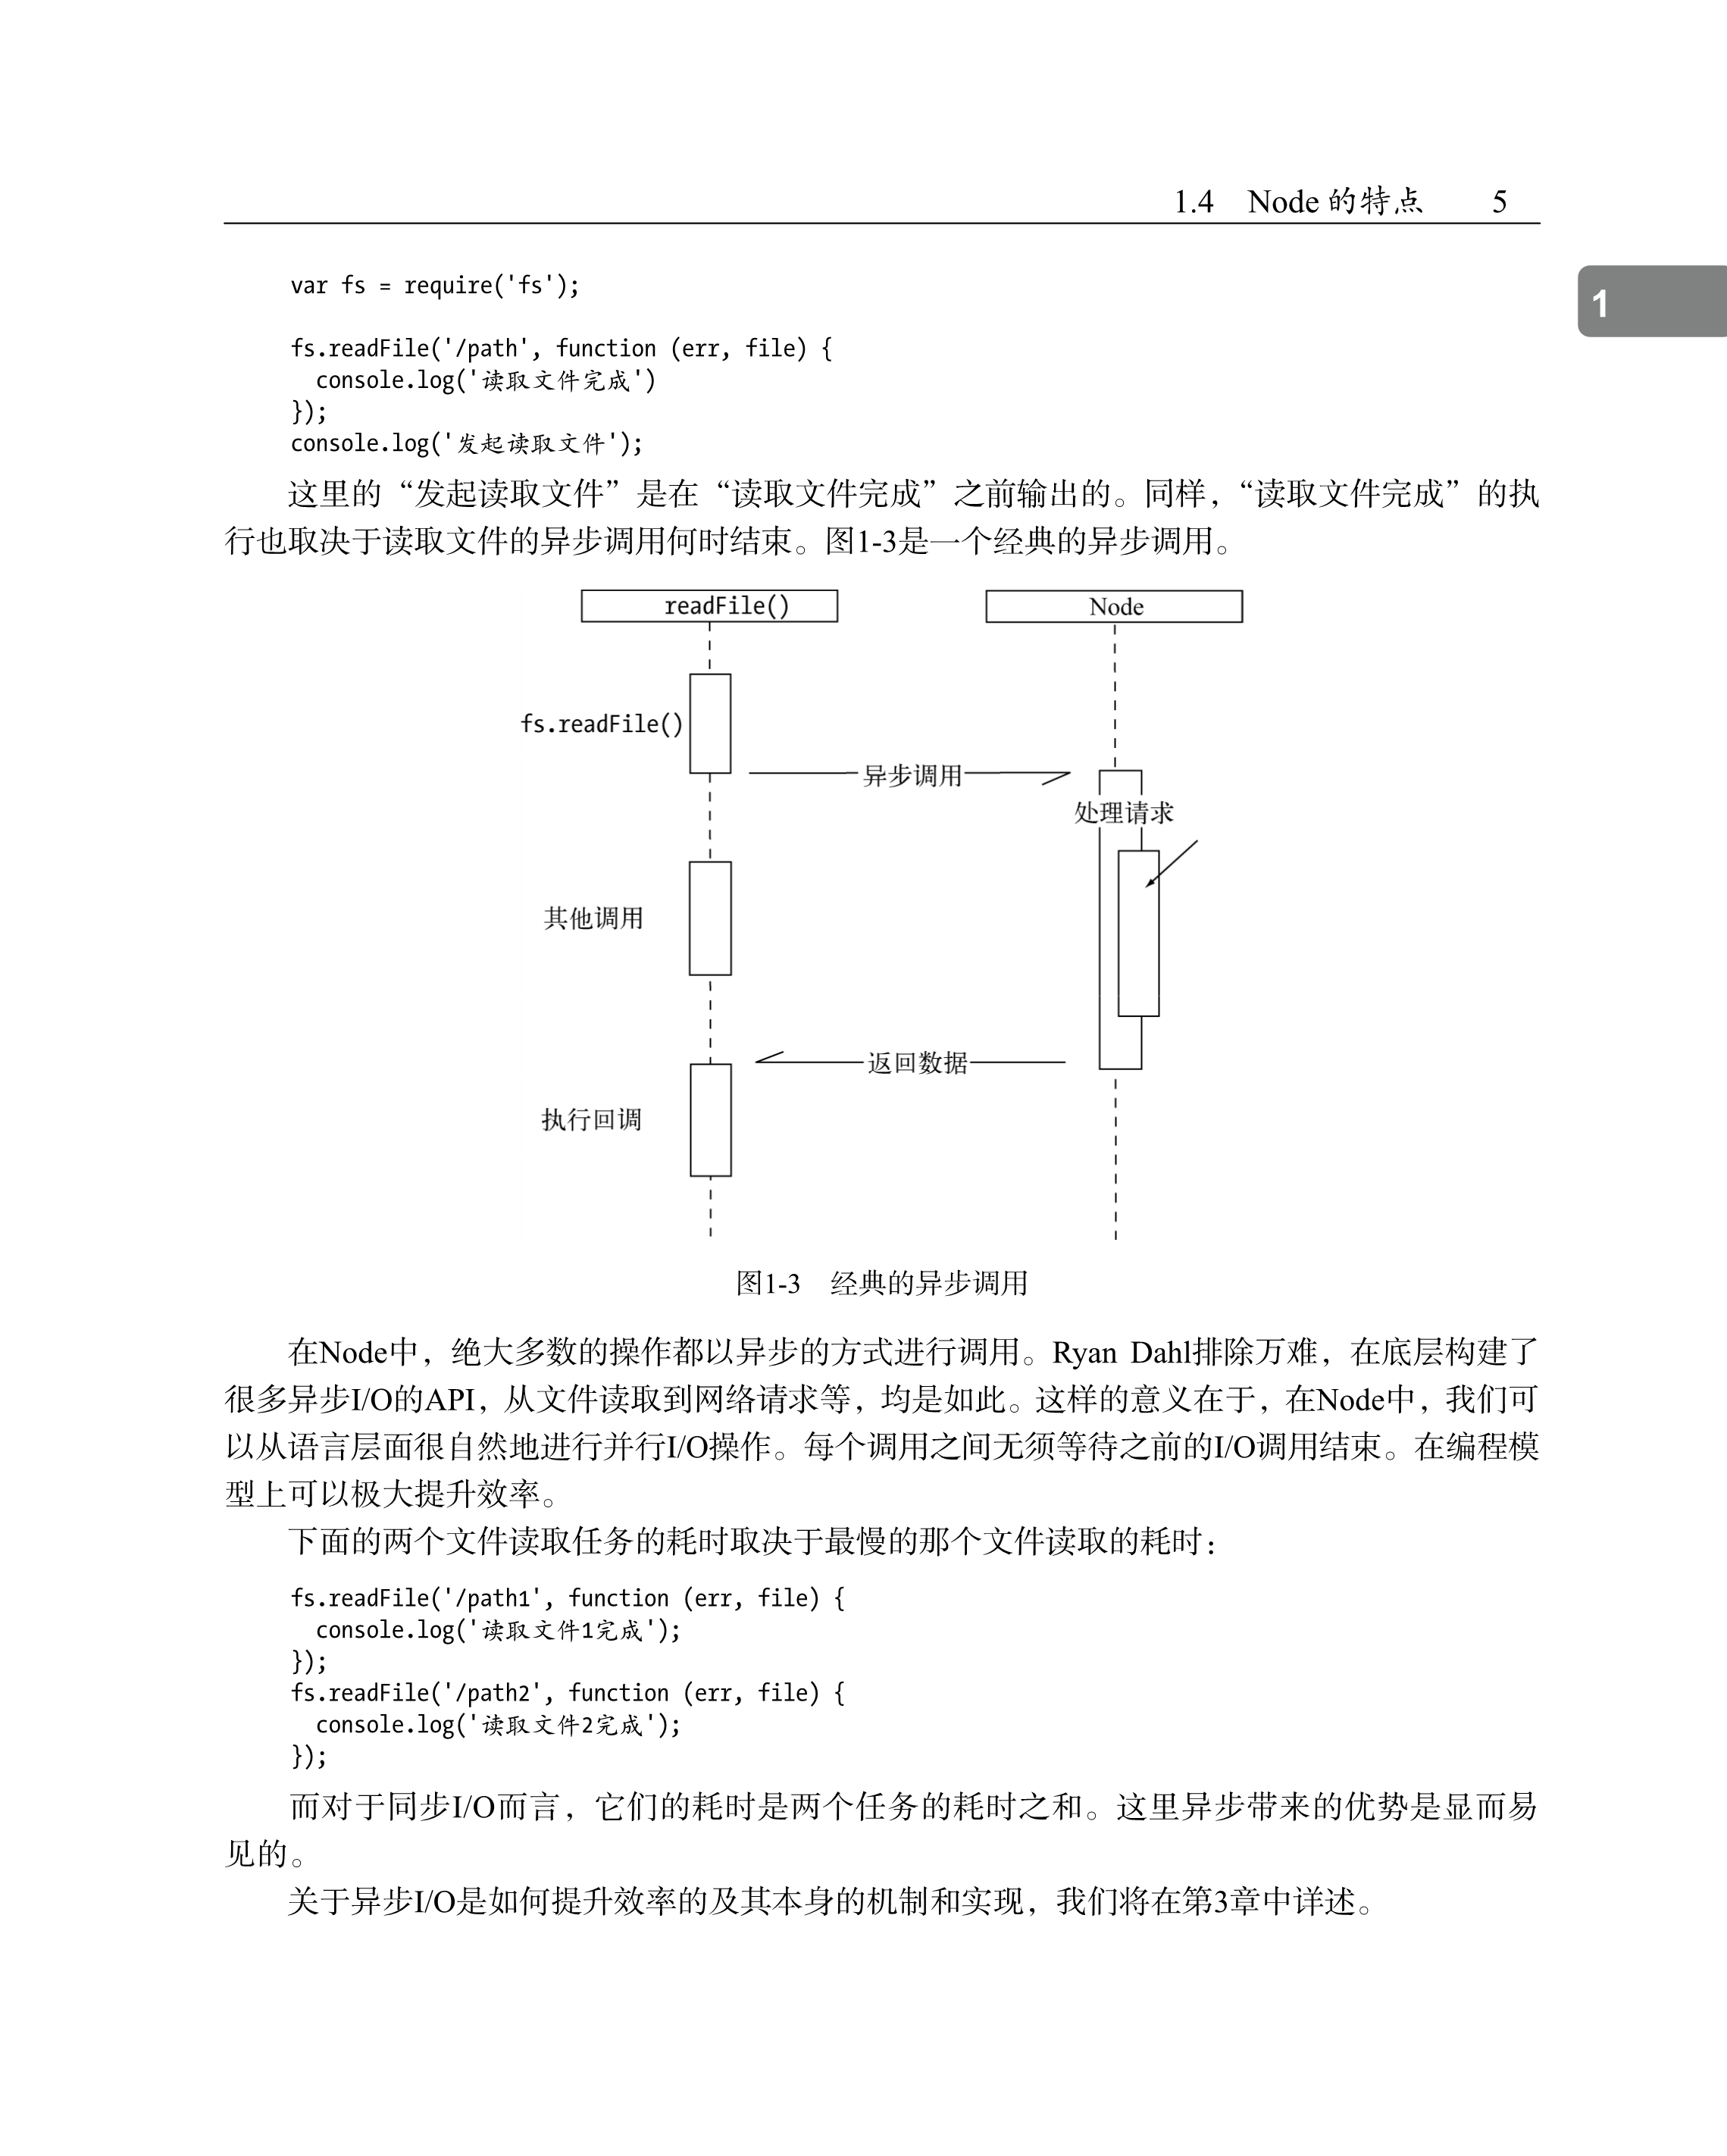 1.4 Node 的特点 5
1
var fs = require('fs');
fs.readFile('/path', function (err, file) {
  console.log('读取文件完成')
});
console.log('发起读取文件');
这里的“发起读取文件”是在“读取文件完成”之前输出的。同样，“读取文件完成”的执
行也取决于读取文件的异步调用何时结束。图1-3是一个经典的异步调用。
readFile()
Node
fs.readFile()
异步调用
处理请求
其他调用
返回数据
执行回调
图1-3 经典的异步调用
在Node中，绝大多数的操作都以异步的方式进行调用。Ryan Dahl排除万难，在底层构建了
很多异步I/O的API，从文件读取到网络请求等，均是如此。这样的意义在于，在Node中，我们可
以从语言层面很自然地进行并行I/O操作。每个调用之间无须等待之前的I/O调用结束。在编程模
型上可以极大提升效率。
下面的两个文件读取任务的耗时取决于最慢的那个文件读取的耗时：
fs.readFile('/path1', function (err, file) {
  console.log('读取文件1完成');
});
fs.readFile('/path2', function (err, file) {
  console.log('读取文件2完成');
});
而对于同步I/O而言，它们的耗时是两个任务的耗时之和。这里异步带来的优势是显而易
见的。
关于异步I/O是如何提升效率的及其本身的机制和实现，我们将在第3章中详述。